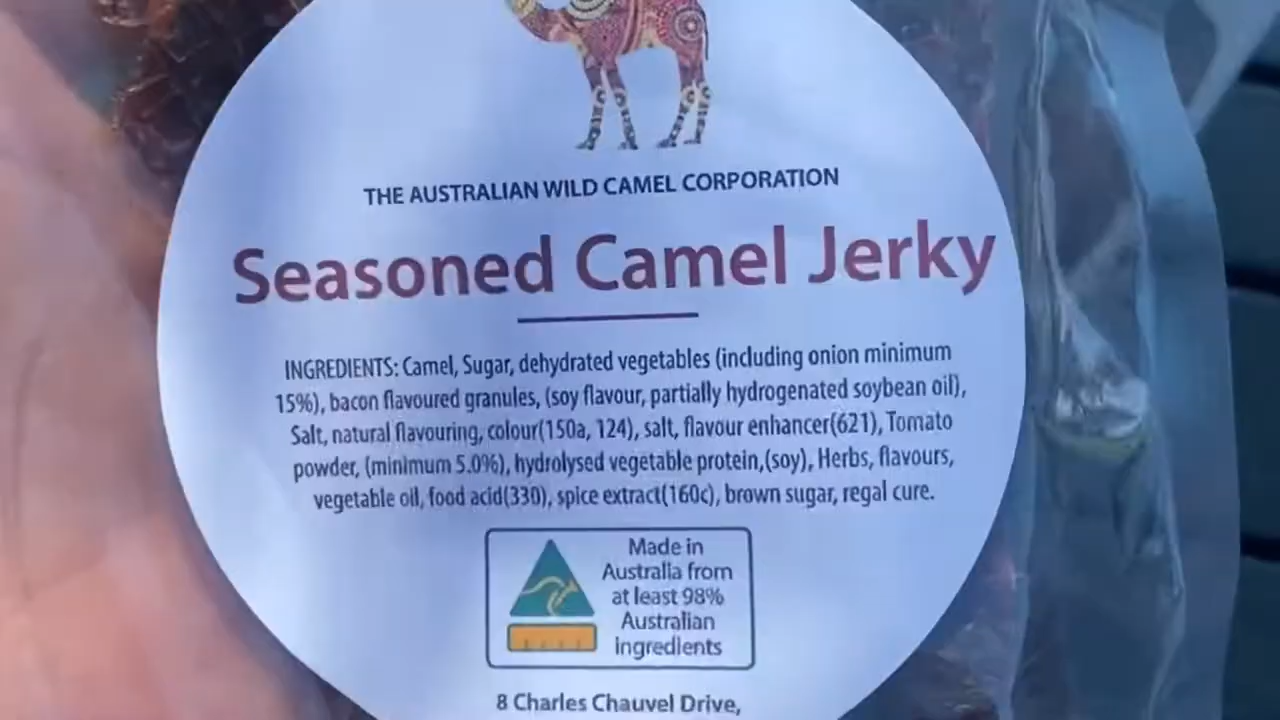 THE AUSTRALIAN WILD CAMEL CORPORATION
Seasoned Camel Jerky
INGREDIENTS: Camel, Sugar, dehydrated vegetables (including onion minimum
15%), bacon flavoured granules, (soy flavour, partially hydrogenated soybean oil),
Salt, natural flavouring, colour(150a, 124), salt, flavour enhancer(621), Tomato
powder, (minimum 5.0%), hydrolysed vegetable protein,(soy), Herbs, flavours,
vegetable oil, food acid(330), spice extract(160c), brown sugar, regal cure.
Made in
Australia from
at least 98%
Australian
ingredients
8 Charles Chauvel Drive,